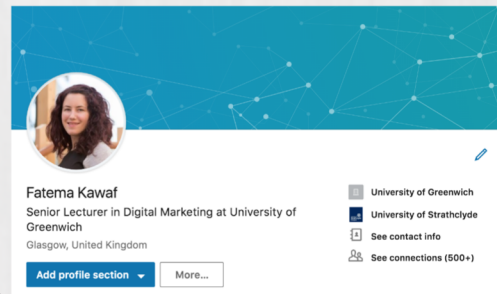 Fatema Kawaf
Senior Lecturer in Digital Marketing at University of
Greenwich
Glasgow, United Kingdom
Add profile section
More...
University of Greenwich
University of Strathclyde
See contact info
See connections (500+)